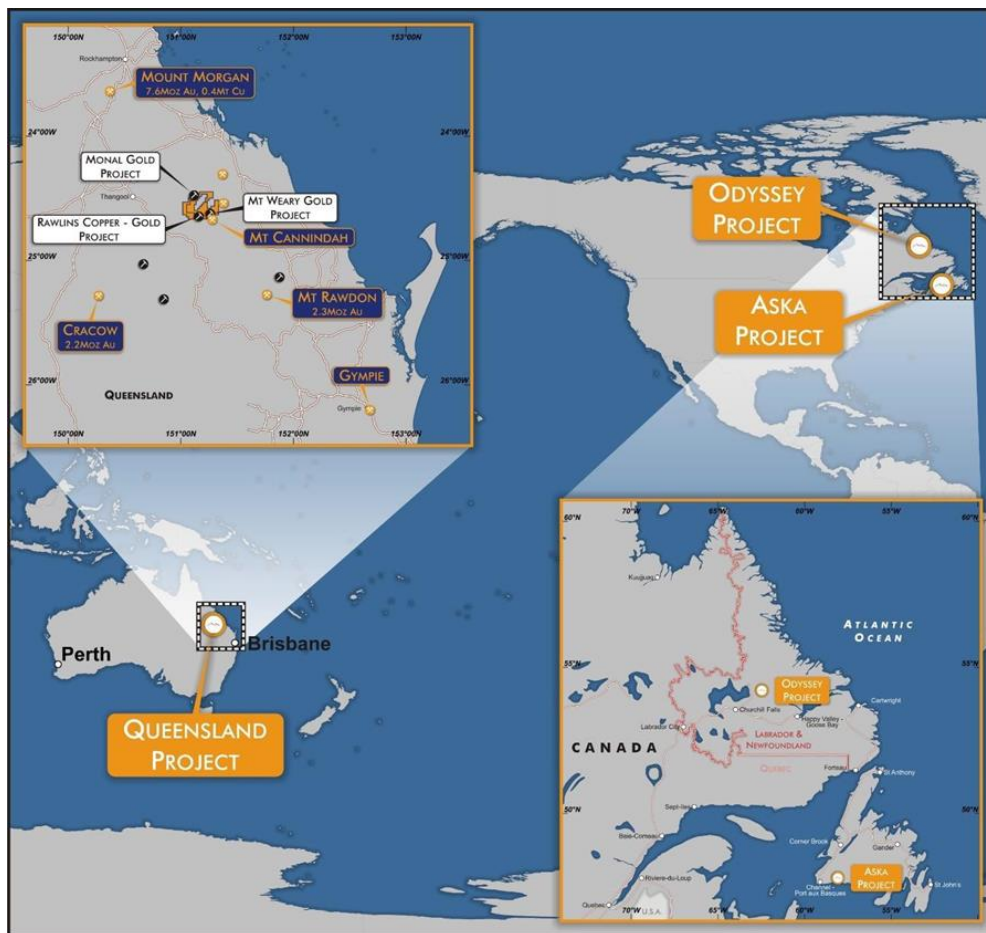 150°00'W
151°00'W
152°00'W
153°00'W
Rockhampton
MOUNT MORGAN
7.6MOZ AU, 0.4MT CU
24°00'W
MONAL GOLD
PROJECT
Thangool
MT WEARY GOLD
PROJECT
RAWLINS COPPER - GOLD
PROJECT
MT CANNINDAH
25°00'W
MT RAWDON
2.3MOZ AU
CRACOW
2.2MOZ AU
26°00'W
GYMPIE
QUEENSLAND
Gympie
150°00'W
151°00'W
152°00'W
153°00'W
ODYSSEY
PROJECT
ASKA
PROJECT
Perth
Brisbane
QUEENSLAND
PROJECT
60°N
70°W
65°W
60°W
55°W
60°N
Kuujjuaq
ATLANTIC
OCEAN
55°N
55°N
ODYSSEY
PROJECT
Churchill Falls
Cartwright
Happy Valley -
Goose Bay
Labrador City
LABRADOR &
NEWFOUNDLAND
CANADA
QUEBEC
Forteau
St Anthony
50°N
50°N
Sept-Iles
Baie-Comeau
Corner Brook
Gander
ASKA
PROJECT
Channel -
Port aux Basques
St John's
Riviere-du-Loup
Quebec
U.S.A.
70°W
65°W
60°W
55°W